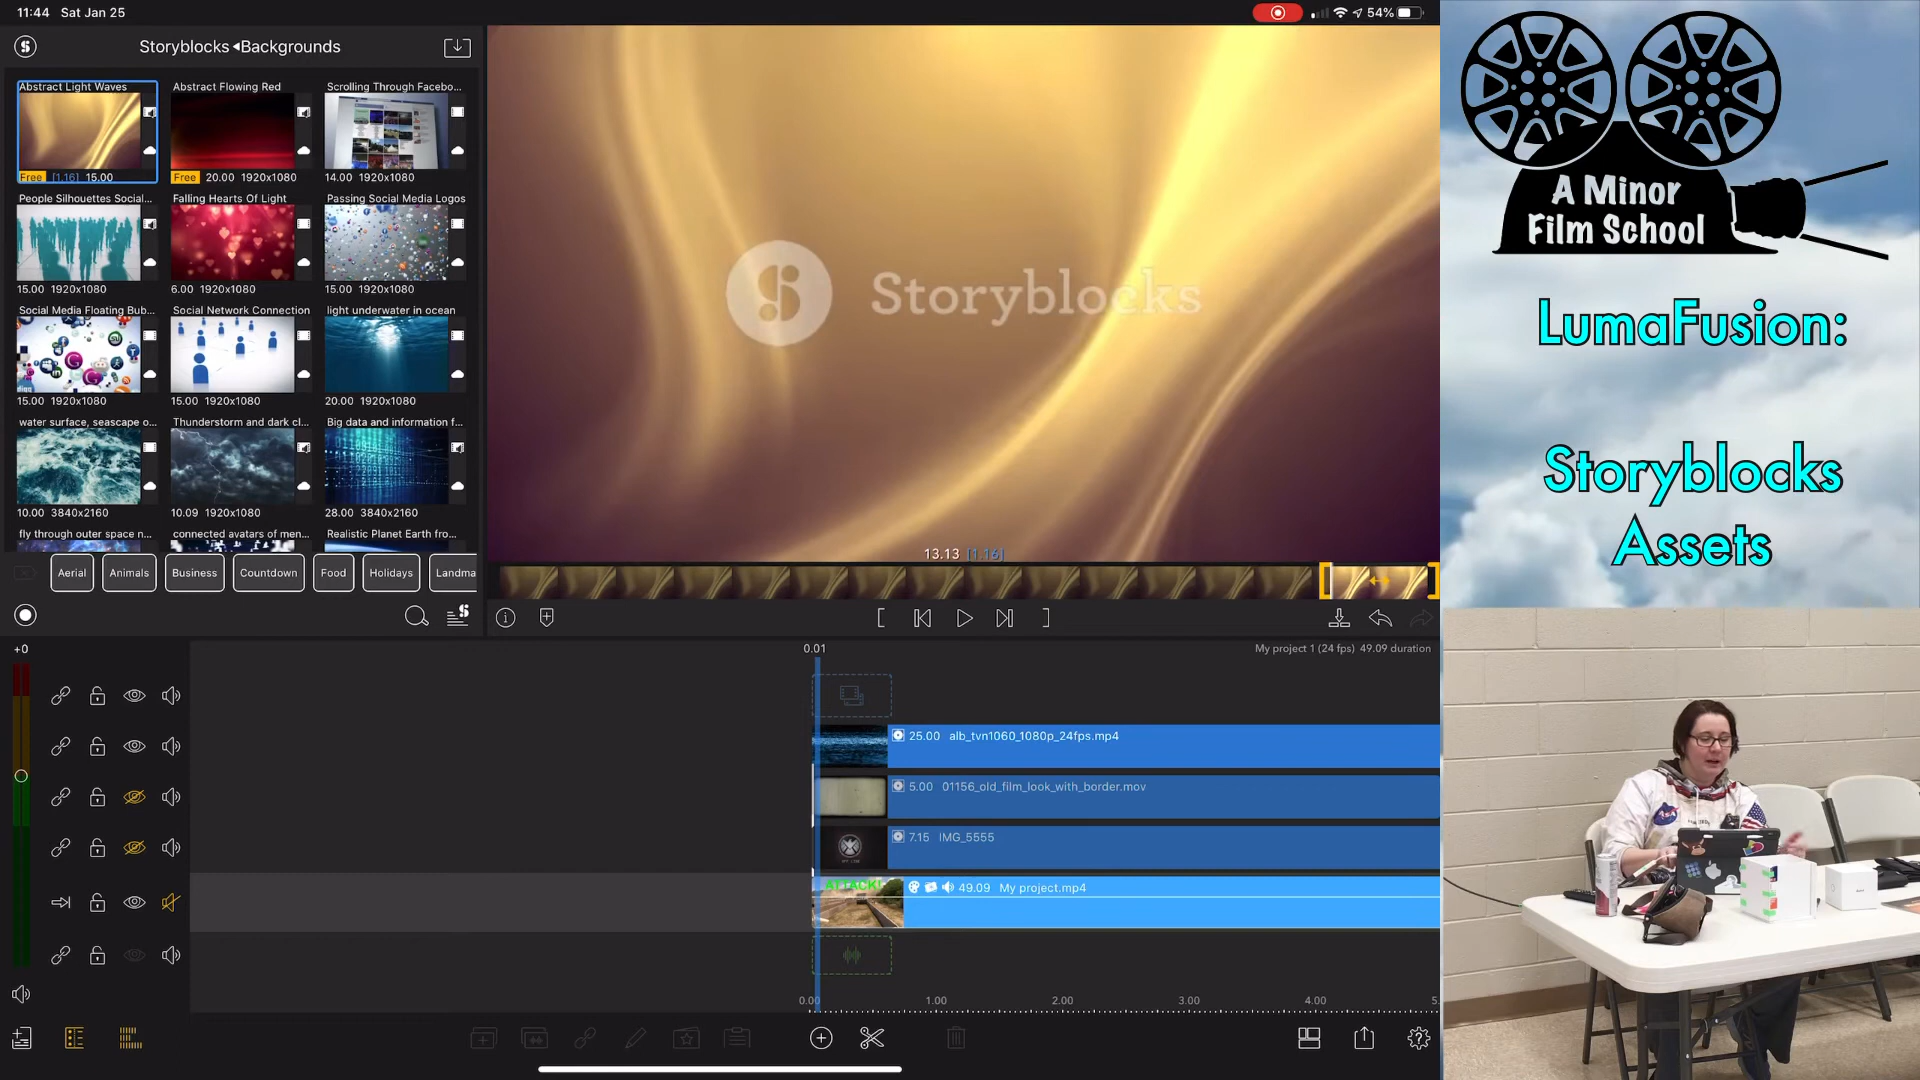 11:44 Sat Jan 25
54%
Storyblocks Backgrounds
Abstract Light Waves
Abstract Flowing Red
Scrolling Through Facebo...
Free [1.16] 15.00
Free 20.00 1920x1080
14.00 1920x1080
People Silhouettes Social...
Falling Hearts Of Light
Passing Social Media Logos
15.00 1920x1080
6.00 1920x1080
15.00 1920x1080
Social Media Floating Bub...
Social Network Connection
light underwater in ocean
15.00 1920x1080
15.00 1920x1080
20.00 1920x1080
water surface, seascape o...
Thunderstorm and dark cl...
Big data and information f...
10.00 3840x2160
10.09 1920x1080
28.00 3840x2160
fly through outer space n...
connected avatars of men...
Realistic Planet Earth fro...
Aerial
Animals
Business
Countdown
Food
Holidays
Landma
Storyblocks
13.13 [1.16]
+0
0.01
My project 1 (24 fps) 49.09 duration
25.00 alb_tvn1060_1080p_24fps.mp4
5.00 01156_old_film_look_with_border.mov
7.15 IMG_5555
ATTACK!
49.09 My project.mp4
0.00
1.00
2.00
3.00
4.00
5.
A Minor
Film School
LumaFusion:
Storyblocks
Assets
NASA